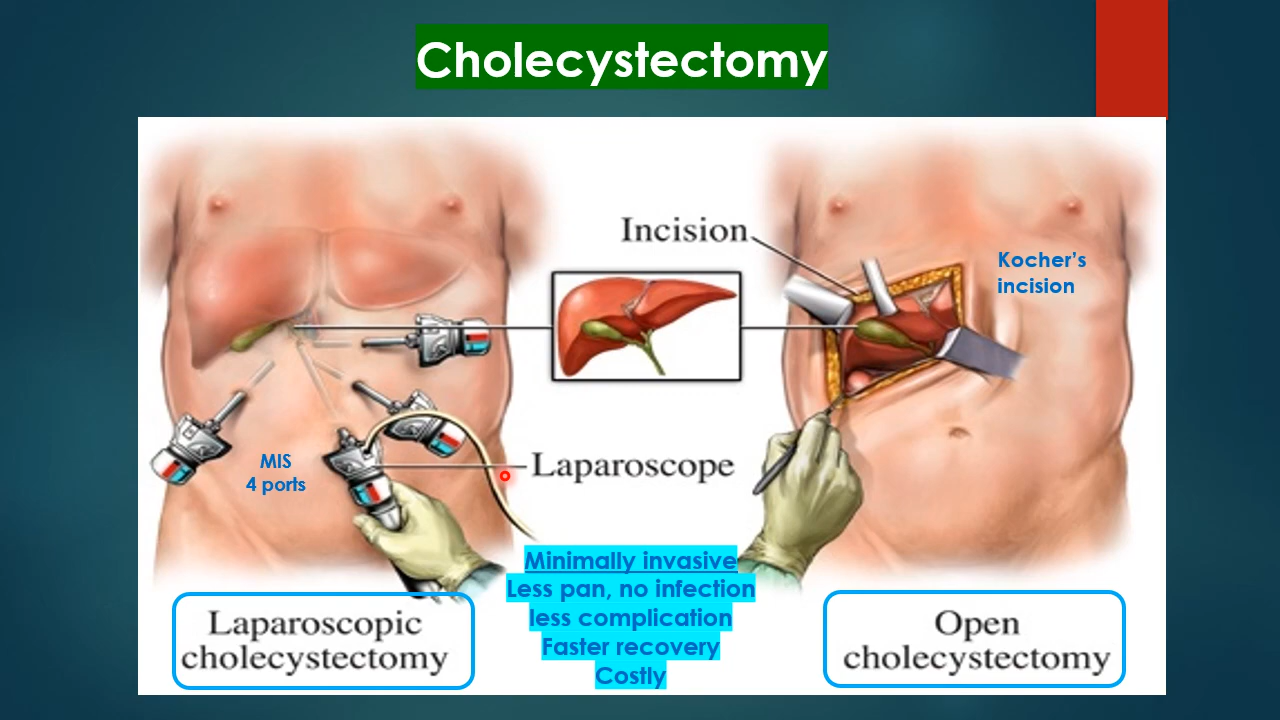 Cholecystectomy
Incision
Kocher's
incision
MIS
4 ports
Laparoscope
Minimally invasive
Less pan, no infection
less complication
Faster recovery
Costly
Laparoscopic
cholecystectomy
Open
cholecystectomy